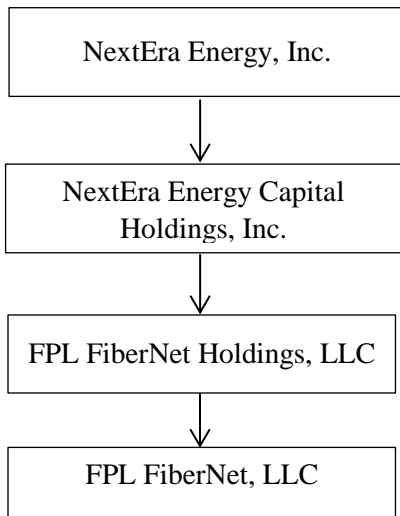 NextEra Energy, Inc.
NextEra Energy Capital
Holdings, Inc.
FPL FiberNet Holdings, LLC
FPL FiberNet, LLC